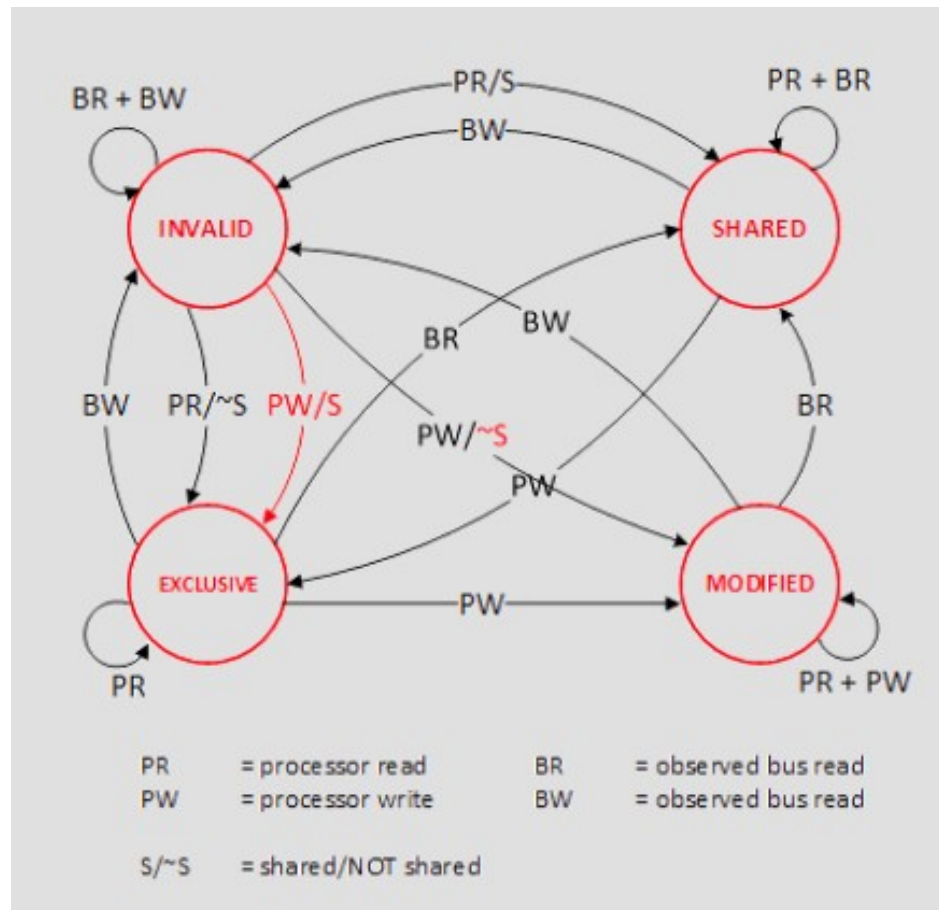 PR/S
PR + BR
BR + BW
BW
INVALID
SHARED
BR
BW
BW
PR/~S
PW/S
PW/~S
BR
PW
EXCLUSIVE
MODIFIED
PW
PR
PR + PW
PR = processor read BR = observed bus read
PW = processor write BW = observed bus read
S/~S = shared/NOT shared